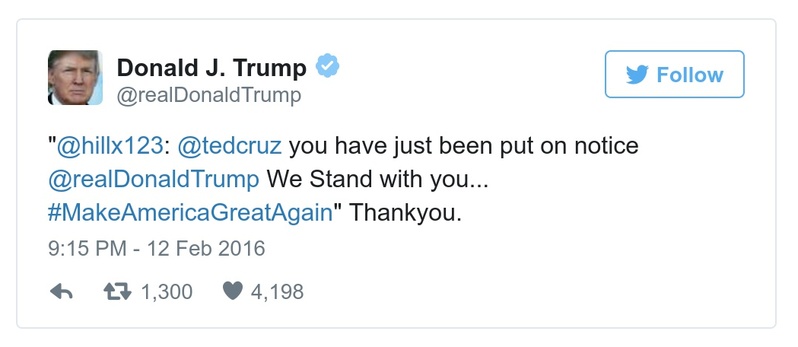 Donald J. Trump
@realDonaldTrump
Follow
"@hillx123: @tedcruz you have just been put on notice
@realDonaldTrump We Stand with you...
#MakeAmericaGreatAgain" Thankyou.
9:15 PM - 12 Feb 2016
1,300 4,198